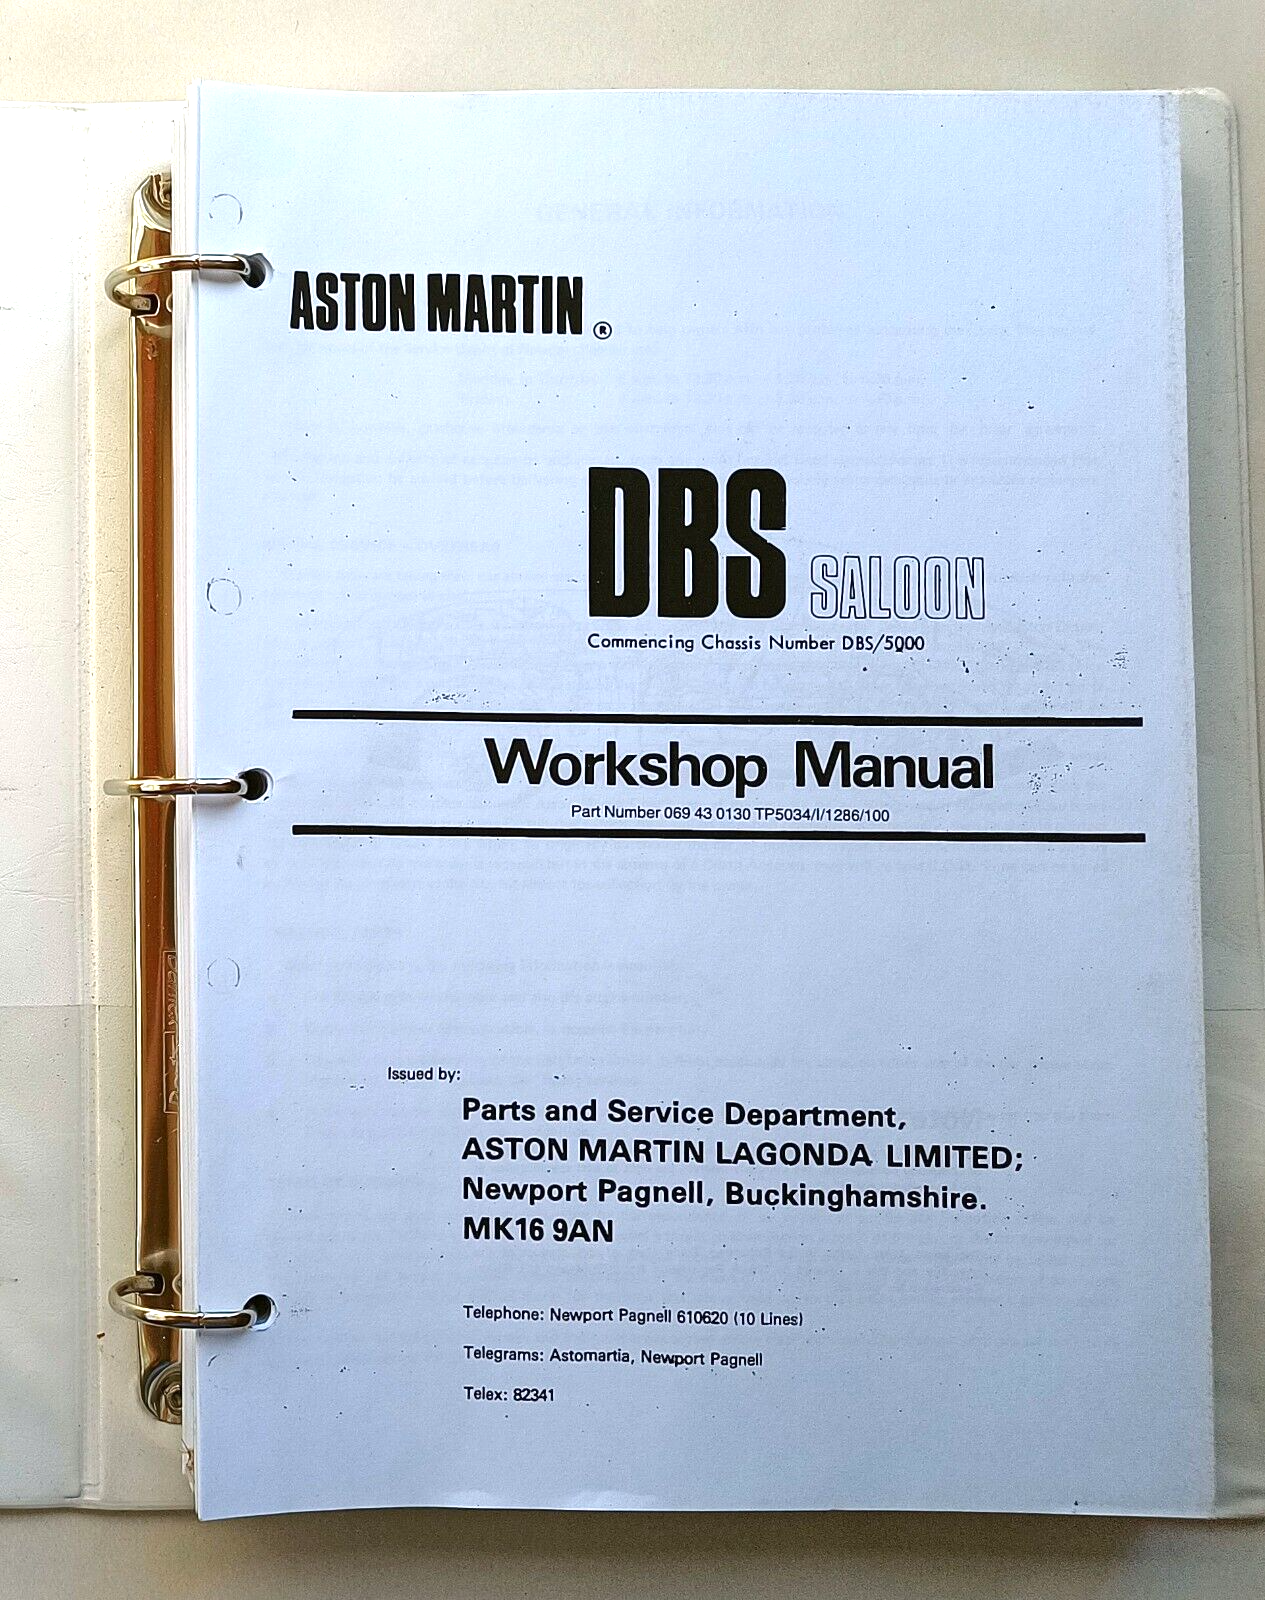 ASTON MARTIN ®
DBS SALOON
Commencing Chassis Number DBS/5000
Workshop Manual
Part Number 069 43 0130 TP5034/I/1286/100
Issued by:
Parts and Service Department,
ASTON MARTIN LAGONDA LIMITED;
Newport Pagnell, Buckinghamshire.
MK16 9AN
Telephone: Newport Pagnell 610620 (10 Lines)
Telegrams: Astomartia, Newport Pagnell
Telex: 82341
GENERAL INFORMATION